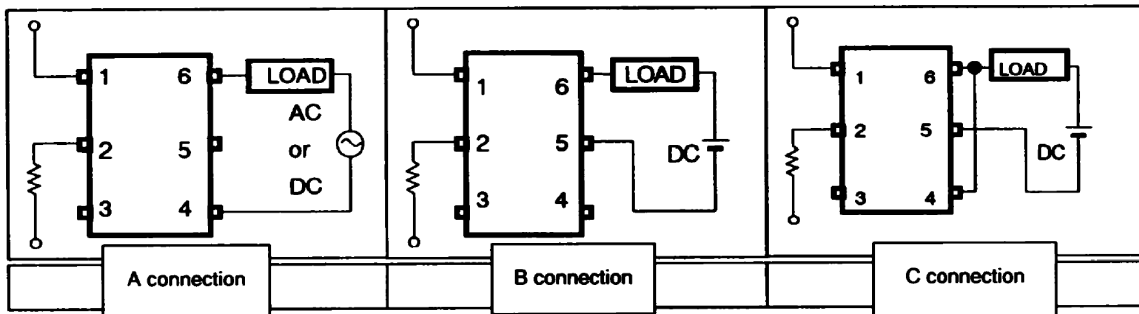 1 6 LOAD
AC
2 5 or
DC
3 4
A connection
1 6 LOAD
2 5 DC
3 4
B connection
1 6 LOAD
2 5 DC
3 4
C connection